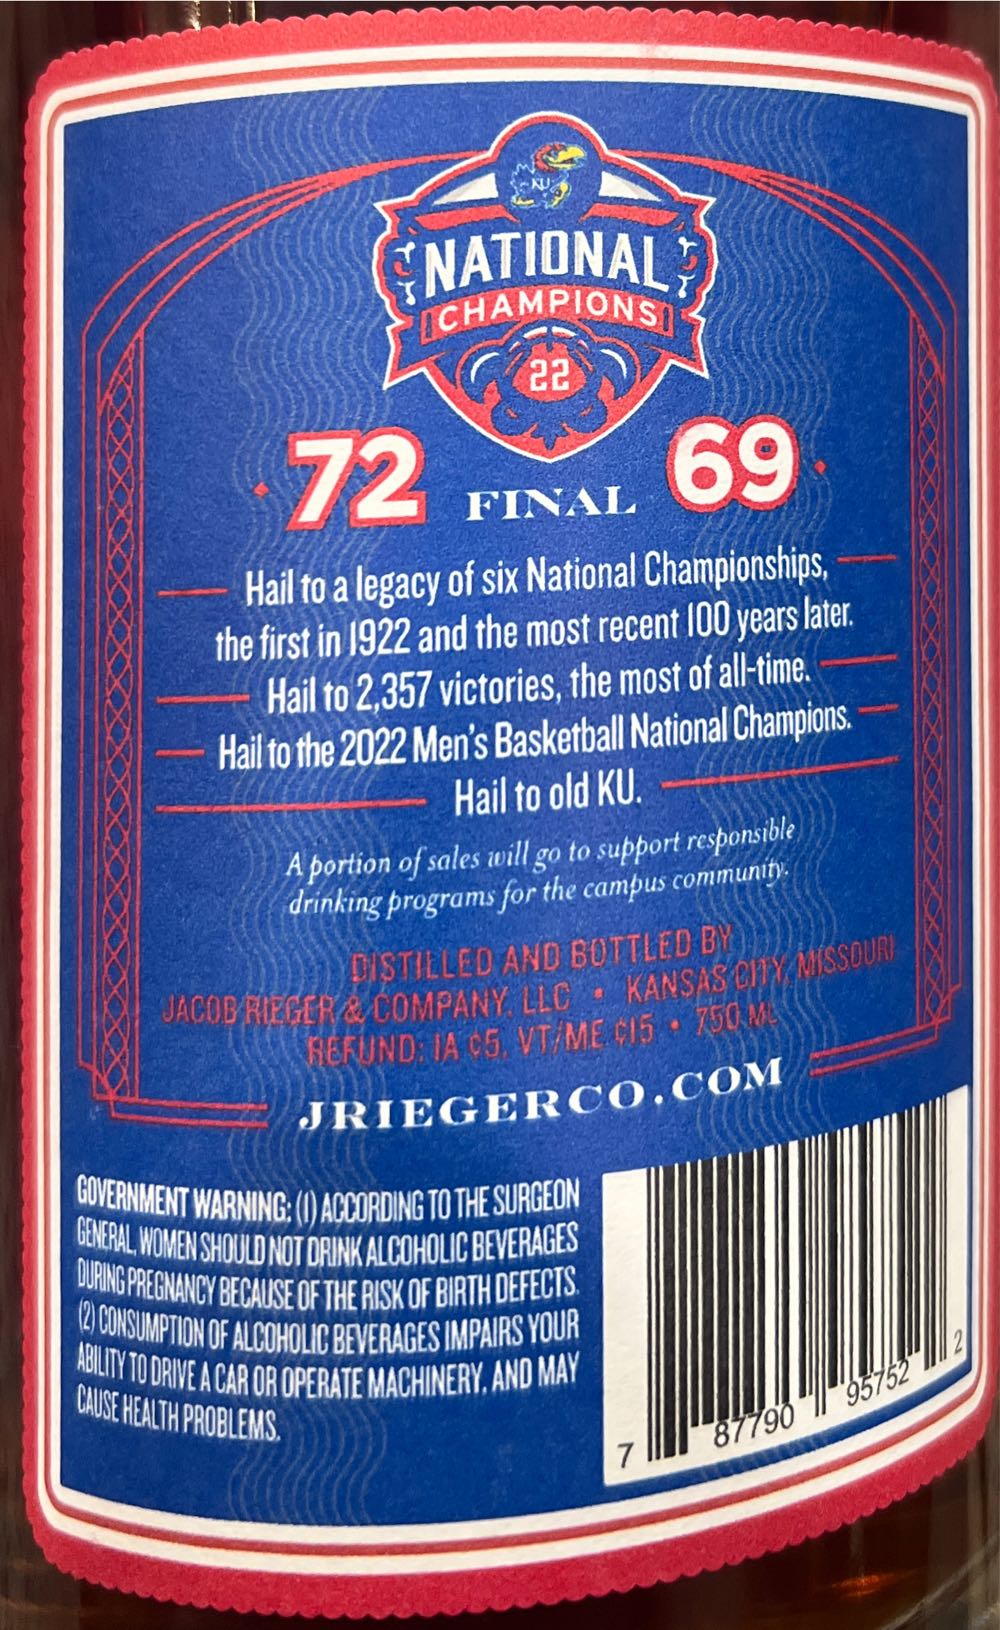 KU
NATIONAL
CHAMPIONS
22
72 FINAL 69
Hail to a legacy of six National Championships,
the first in 1922 and the most recent 100 years later.
Hail to 2,357 victories, the most of all-time.
Hail to the 2022 Men's Basketball National Champions.
Hail to old KU.
A portion of sales will go to support responsible
drinking programs for the campus community.
DISTILLED AND BOTTLED BY
JACOB RIEGER & COMPANY, LLC • KANSAS CITY, MISSOURI
REFUND: IA ¢5, VT/ME ¢15 • 750 ML
JRIEGERCO.COM
GOVERNMENT WARNING: (1) ACCORDING TO THE SURGEON
GENERAL, WOMEN SHOULD NOT DRINK ALCOHOLIC BEVERAGES
DURING PREGNANCY BECAUSE OF THE RISK OF BIRTH DEFECTS.
(2) CONSUMPTION OF ALCOHOLIC BEVERAGES IMPAIRS YOUR
ABILITY TO DRIVE A CAR OR OPERATE MACHINERY, AND MAY
CAUSE HEALTH PROBLEMS.
7 87790 95752 2